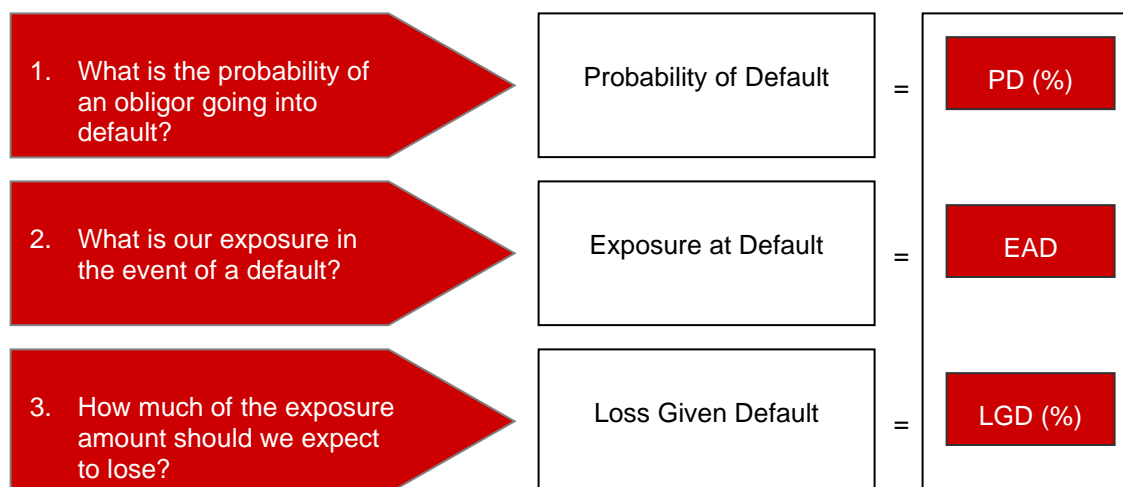 1. What is the probability of
an obligor going into
default?
Probability of Default
=
PD (%)
2. What is our exposure in
the event of a default?
Exposure at Default
=
EAD
3. How much of the exposure
amount should we expect
to lose?
Loss Given Default
=
LGD (%)